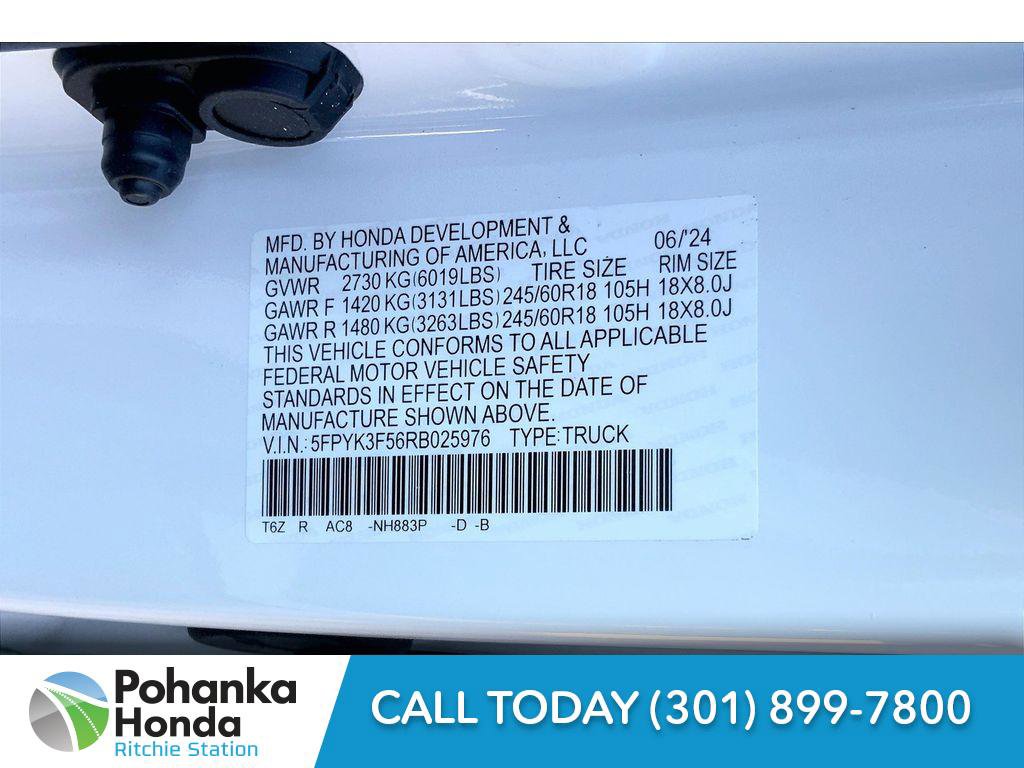 MFD. BY HONDA DEVELOPMENT &
MANUFACTURING OF AMERICA, LLC 06/'24
GVWR 2730 KG(6019LBS) TIRE SIZE RIM SIZE
GAWR F 1420 KG(3131LBS) 245/60R18 105H 18X8.0J
GAWR R 1480 KG(3263LBS) 245/60R18 105H 18X8.0J
THIS VEHICLE CONFORMS TO ALL APPLICABLE
FEDERAL MOTOR VEHICLE SAFETY
STANDARDS IN EFFECT ON THE DATE OF
MANUFACTURE SHOWN ABOVE.
V.I.N.: 5FPYK3F56RB025976 TYPE:TRUCK
T6Z R AC8 -NH883P -D -B
Pohanka
Honda
Ritchie Station
CALL TODAY (301) 899-7800